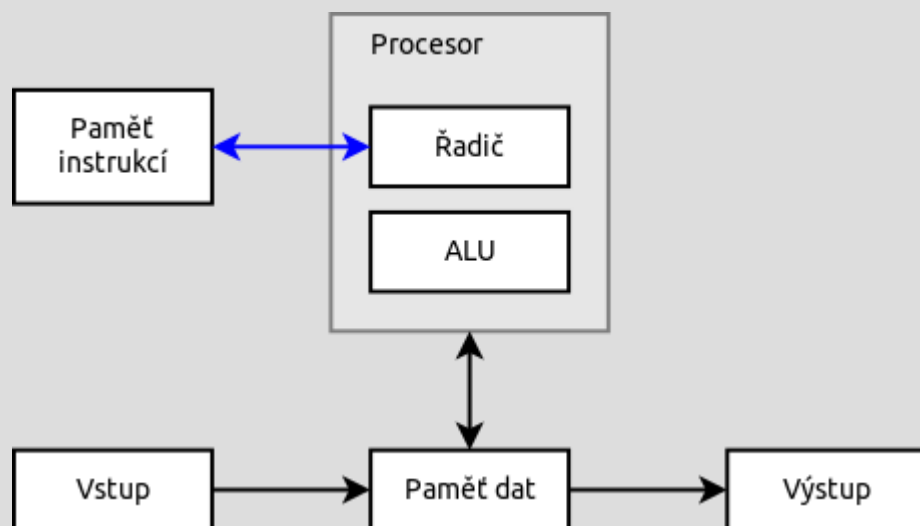 Procesor
Paměť
instrukcí
Řadič
ALU
Vstup
Paměť dat
Výstup